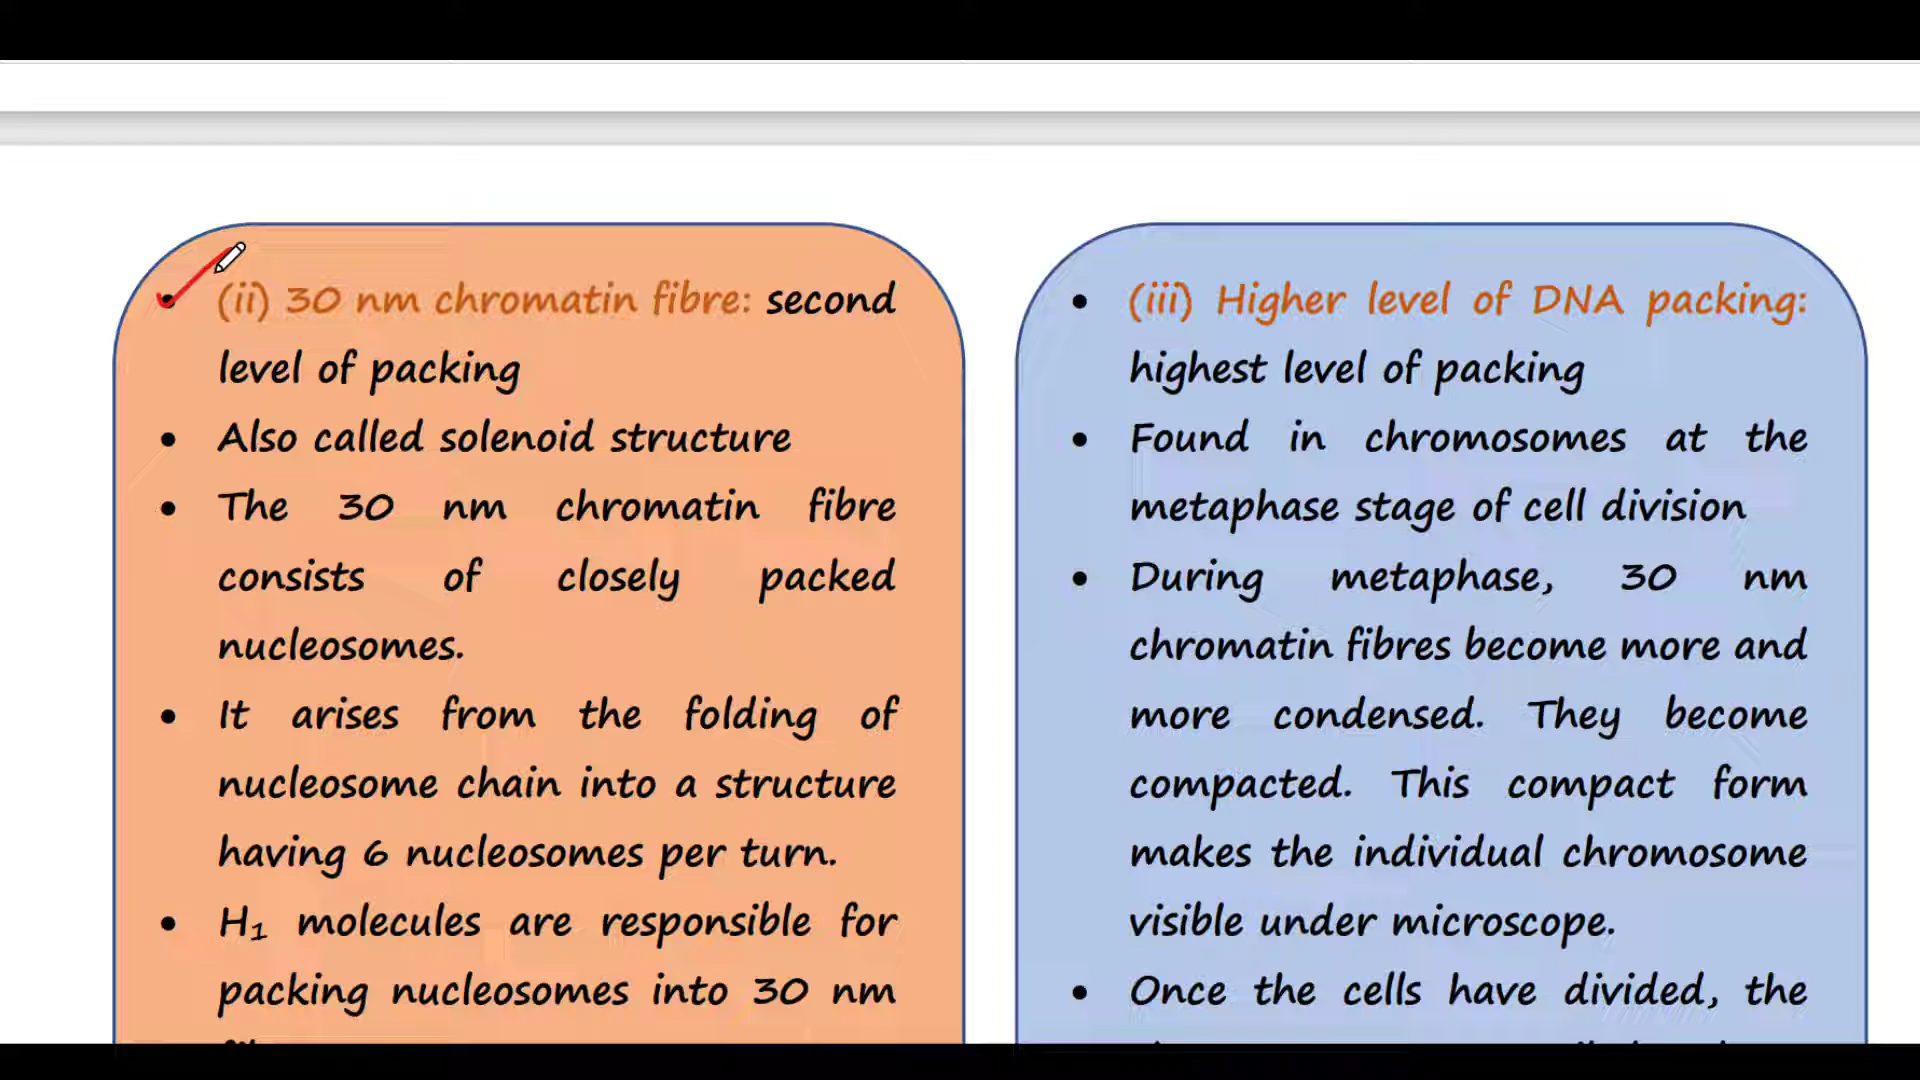 (ii) 30 nm chromatin fibre: second
level of packing
• Also called solenoid structure
• The 30 nm chromatin fibre
consists of closely packed
nucleosomes.
• It arises from the folding of
nucleosome chain into a structure
having 6 nucleosomes per turn.
• H₁ molecules are responsible for
packing nucleosomes into 30 nm
• (iii) Higher level of DNA packing:
highest level of packing
• Found in chromosomes at the
metaphase stage of cell division
• During metaphase, 30 nm
chromatin fibres become more and
more condensed. They become
compacted. This compact form
makes the individual chromosome
visible under microscope.
• Once the cells have divided, the